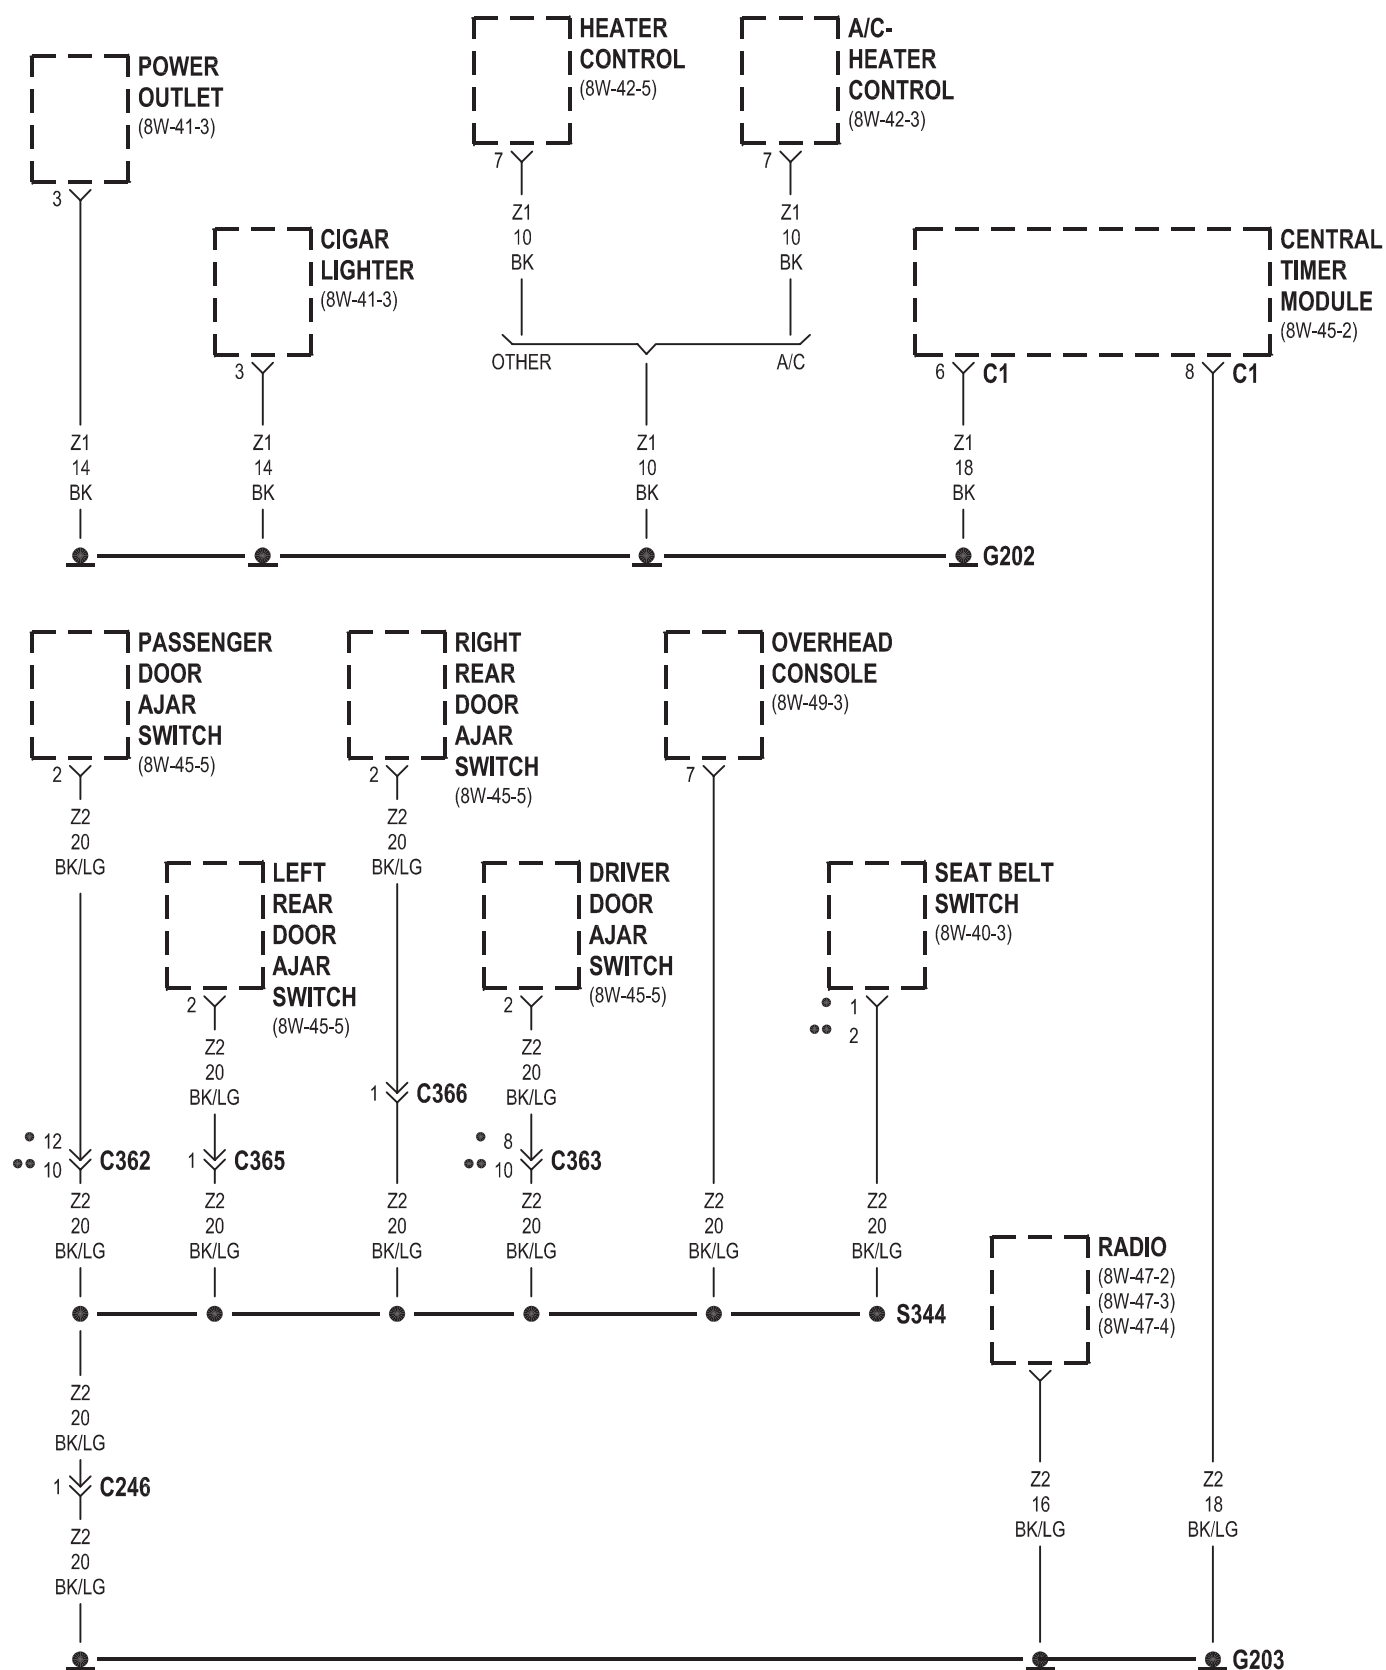 POWER
OUTLET
(8W-41-3)
3
HEATER
CONTROL
(8W-42-5)
7
A/C-
HEATER
CONTROL
(8W-42-3)
7
Z1
10
BK
Z1
10
BK
OTHER
A/C
CIGAR
LIGHTER
(8W-41-3)
3
CENTRAL
TIMER
MODULE
(8W-45-2)
6
C1
8
C1
Z1
14
BK
Z1
14
BK
Z1
10
BK
Z1
18
BK
G202
PASSENGER
DOOR
AJAR
SWITCH
(8W-45-5)
2
Z2
20
BK/LG
RIGHT
REAR
DOOR
AJAR
SWITCH
(8W-45-5)
2
Z2
20
BK/LG
OVERHEAD
CONSOLE
(8W-49-3)
7
LEFT
REAR
DOOR
AJAR
SWITCH
(8W-45-5)
2
Z2
20
BK/LG
DRIVER
DOOR
AJAR
SWITCH
(8W-45-5)
2
Z2
20
BK/LG
SEAT BELT
SWITCH
(8W-40-3)
• 1
•• 2
1
C366
• 12
•• 10
C362
1
C365
• 8
•• 10
C363
Z2
20
BK/LG
Z2
20
BK/LG
Z2
20
BK/LG
Z2
20
BK/LG
Z2
20
BK/LG
Z2
20
BK/LG
S344
RADIO
(8W-47-2)
(8W-47-3)
(8W-47-4)
Z2
20
BK/LG
1
C246
Z2
20
BK/LG
Z2
16
BK/LG
Z2
18
BK/LG
G203